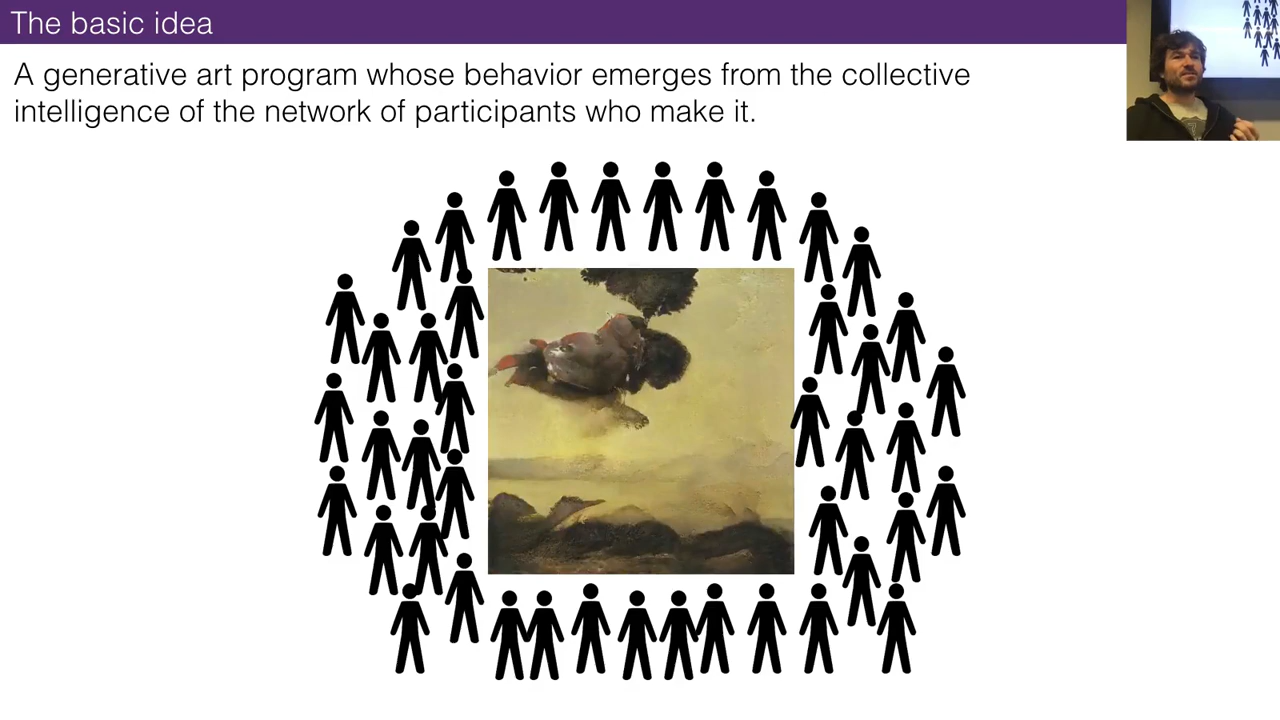 The basic idea
A generative art program whose behavior emerges from the collective
intelligence of the network of participants who make it.